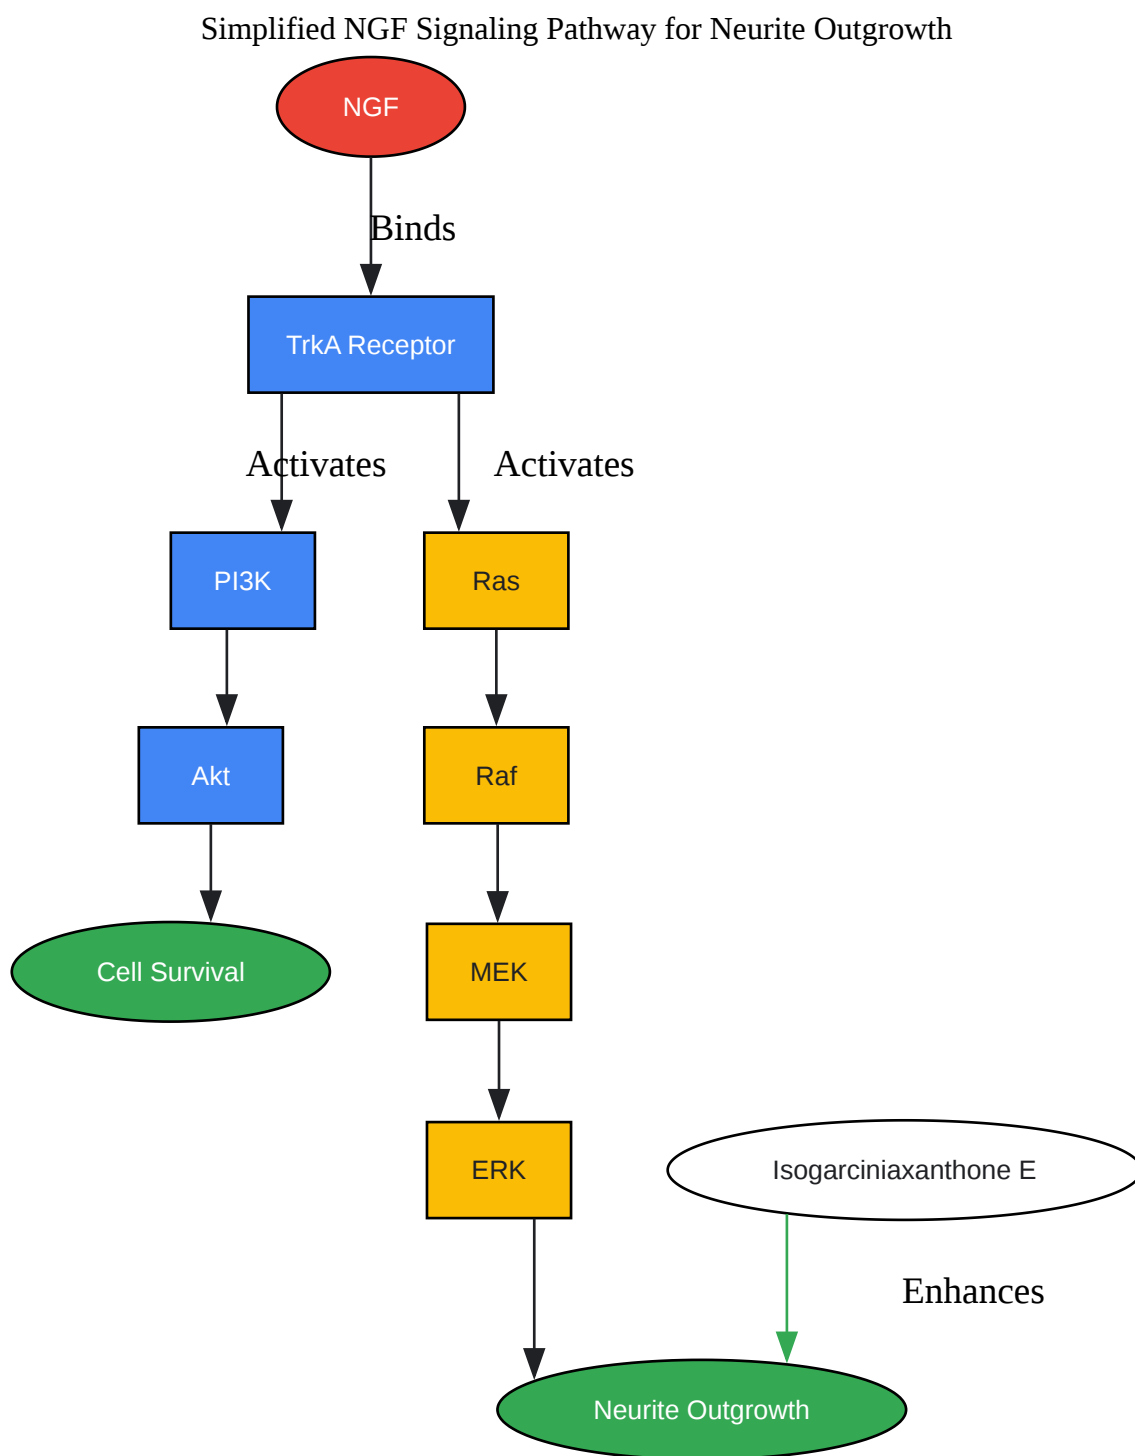 Simplified NGF Signaling Pathway for Neurite Outgrowth
NGF
Binds
TrkA Receptor
Activates
Activates
PI3K
Ras
Akt
Raf
Cell Survival
MEK
ERK
Isogarciniaxanthone E
Enhances
Neurite Outgrowth